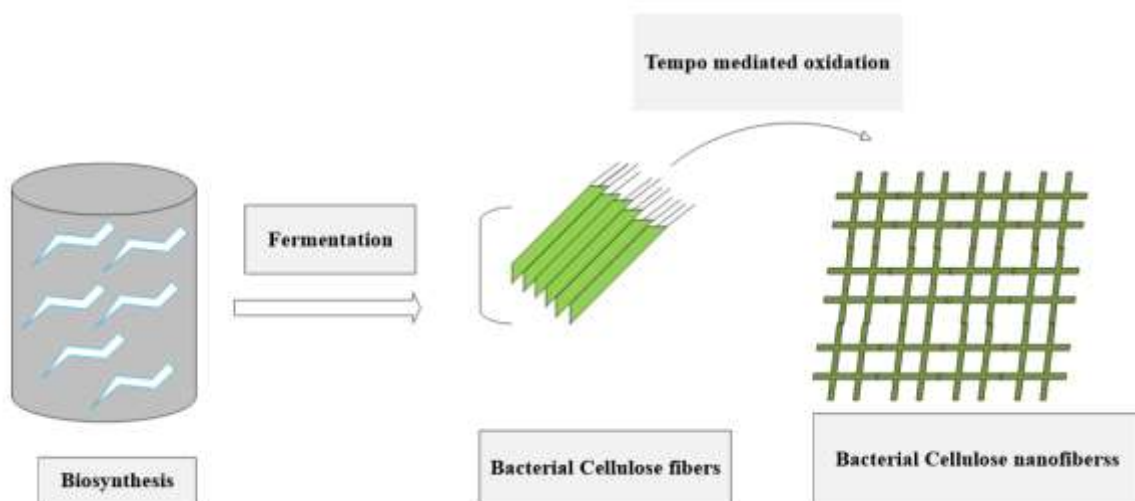 Tempo mediated oxidation
Fermentation
Biosynthesis
Bacterial Cellulose fibers
Bacterial Cellulose nanofiberss